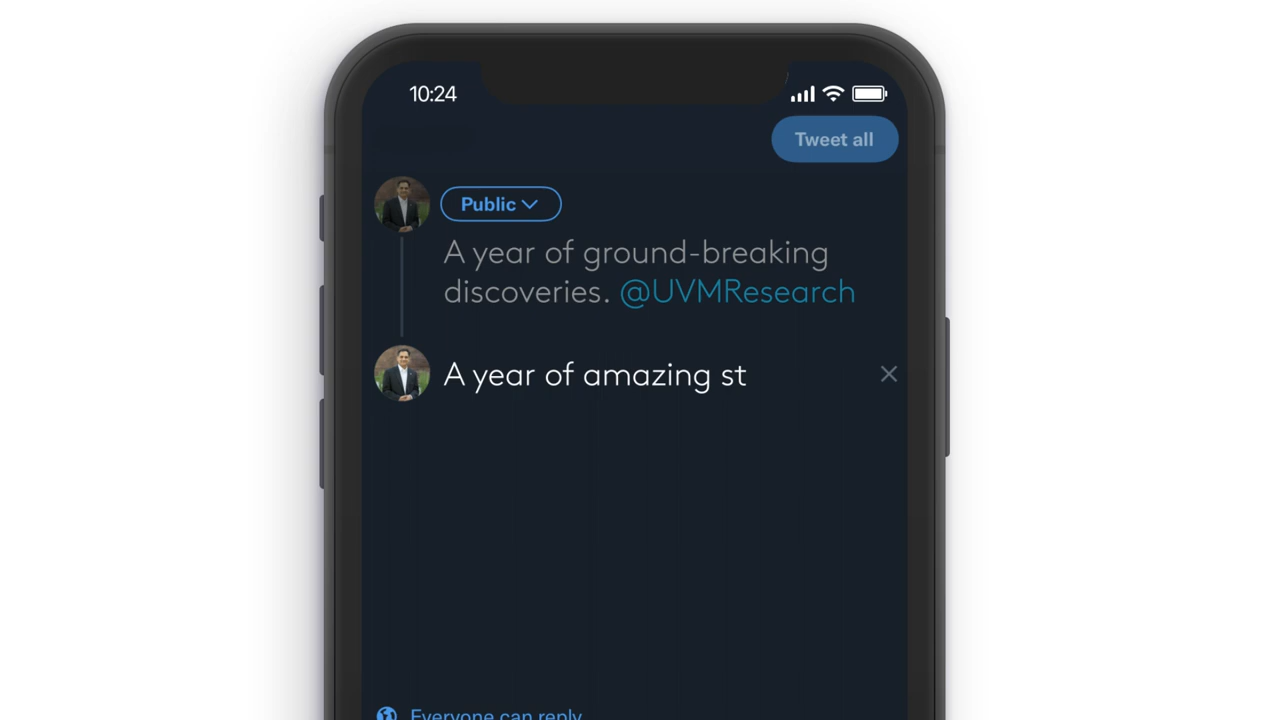 10:24
Tweet all
Public
A year of ground-breaking
discoveries. @UVMResearch
A year of amazing st
Everyone can reply